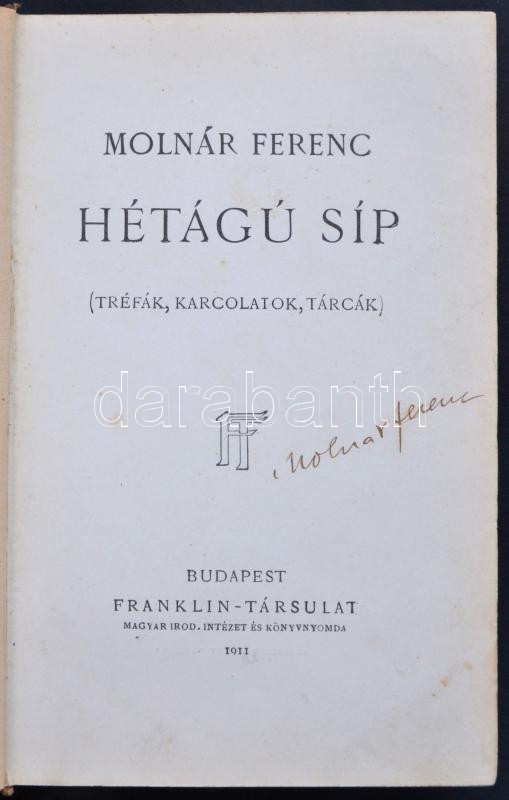 MOLNÁR FERENC
HÉTÁGÚ SÍP
(TRÉFÁK, KARCOLATOK, TÁRCÁK)
darabanth
FT
Molnár ferenc
BUDAPEST
FRANKLIN-TÁRSULAT
MAGYAR IROD. INTÉZET ÉS KÖNYVNYOMDA
1911